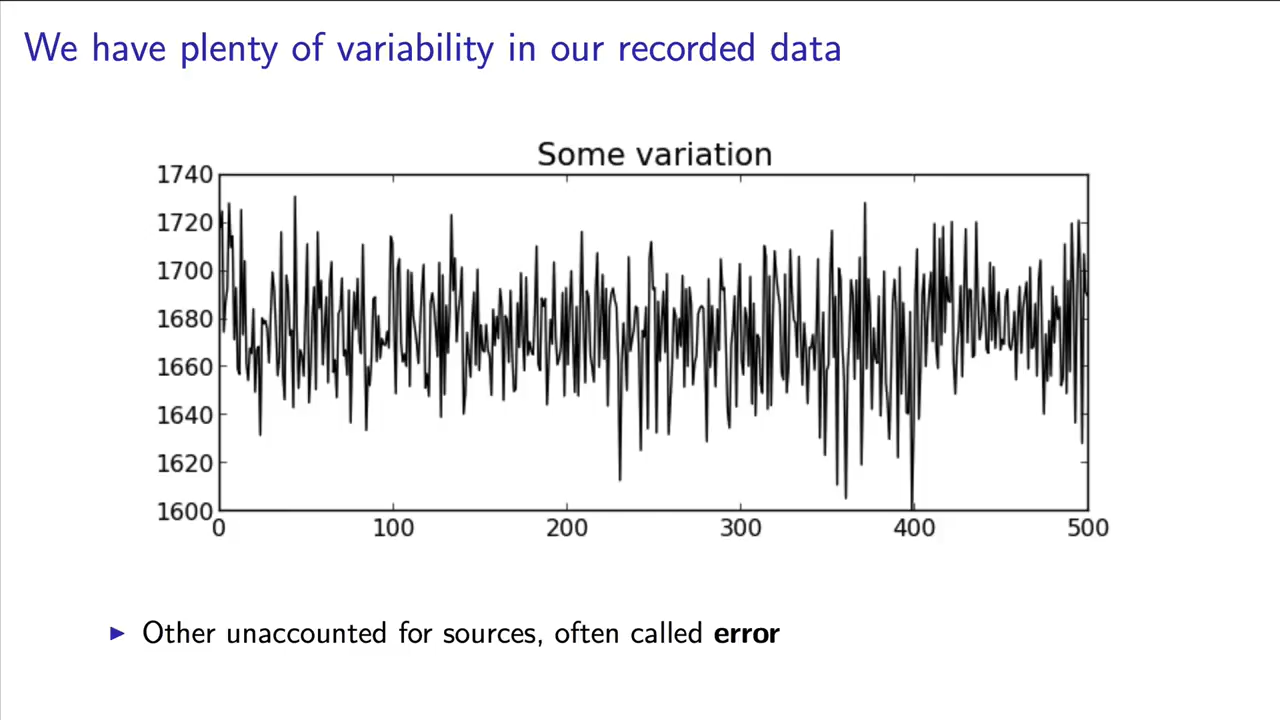 We have plenty of variability in our recorded data
Some variation
1740
1720
1700
1680
1660
1640
1620
1600
0 100 200 300 400 500
▶ Other unaccounted for sources, often called error